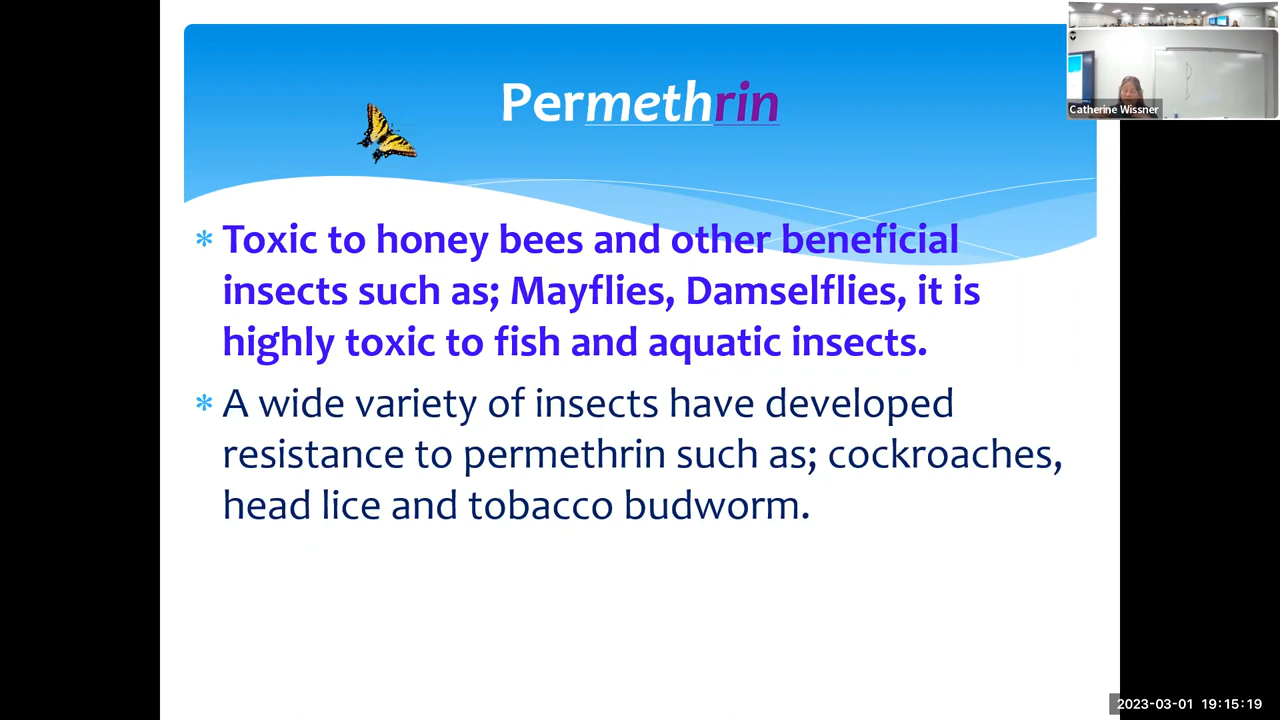 Permethrin
Catherine Wissner
* Toxic to honey bees and other beneficial
insects such as; Mayflies, Damselflies, it is
highly toxic to fish and aquatic insects.
* A wide variety of insects have developed
resistance to permethrin such as; cockroaches,
head lice and tobacco budworm.
2023-03-01 19:15:19